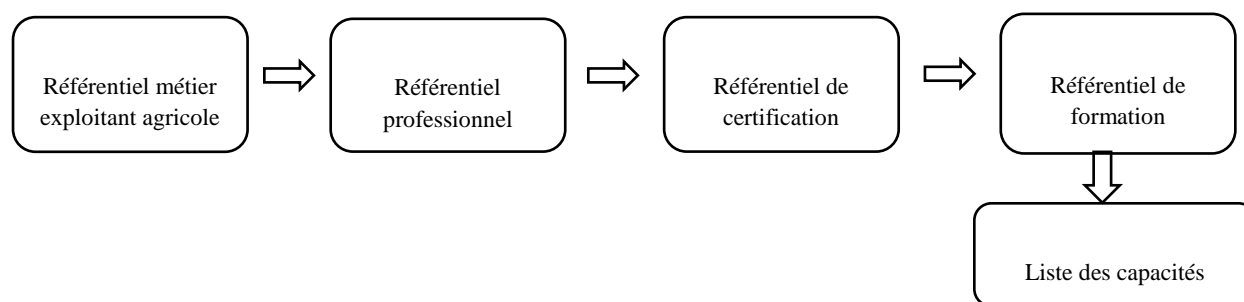 Référentiel métier
exploitant agricole
Référentiel
professionnel
Référentiel de
certification
Référentiel de
formation
Liste des capacités